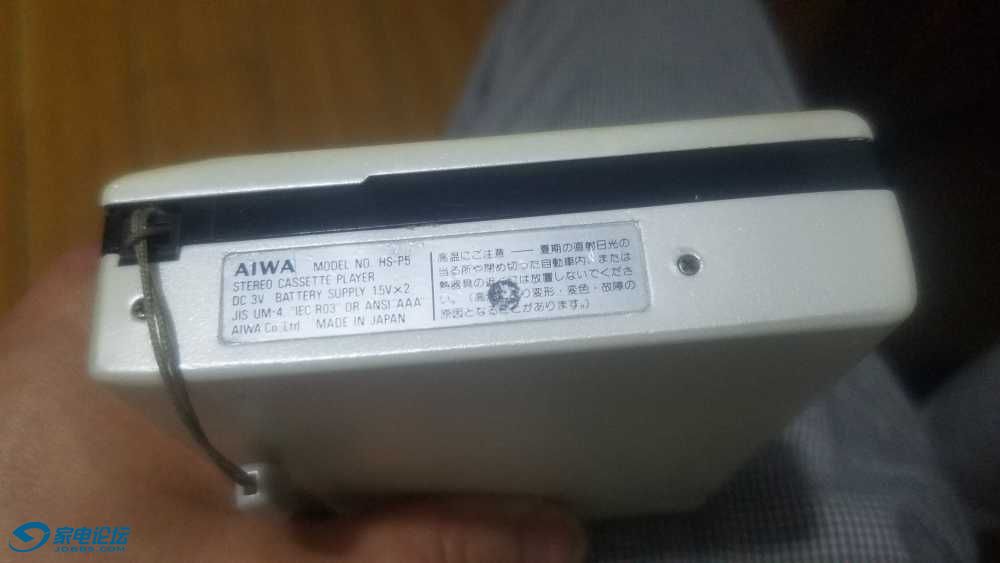 AIWA MODEL NO. HS-P5
STEREO CASSETTE PLAYER
DC 3V BATTERY SUPPLY 1.5V×2
JIS UM-4 "IEC R03" OR ANSI "AAA"
AIWA Co.,Ltd. MADE IN JAPAN
高温にご注意 —— 夏期の直射日光の
当る所や閉め切った自動車内、または
熱器具の近くには放置しないでくださ
い。(高 り変形・変色・故障の
原因となることがあります。)
家电论坛
JD8BS.COM